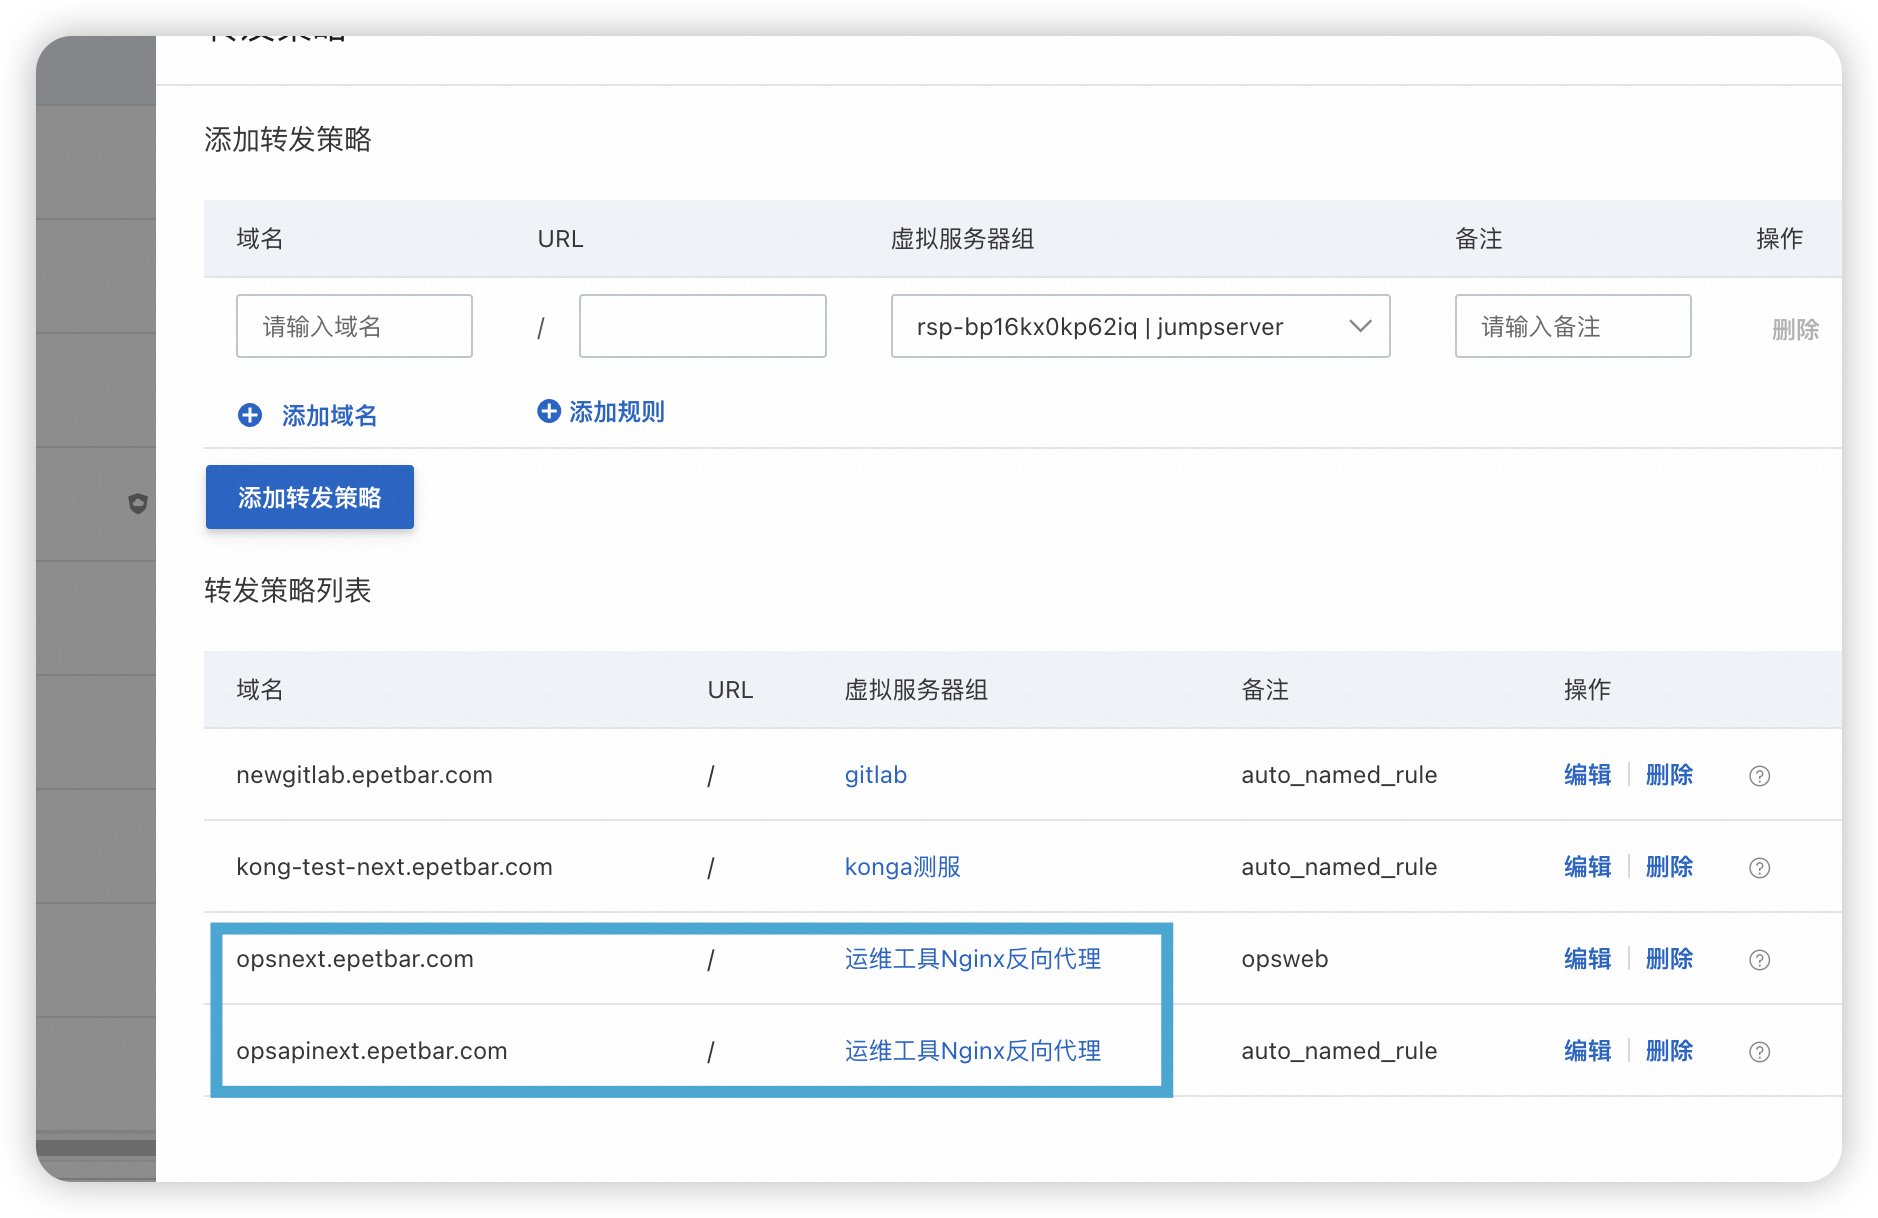 添加转发策略
域名 URL 虚拟服务器组 备注 操作
请输入域名 / rsp-bp16kx0kp62iq | jumpserver 请输入备注 删除
添加域名 添加规则
添加转发策略
转发策略列表
域名 URL 虚拟服务器组 备注 操作
newgitlab.epetbar.com / gitlab auto_named_rule 编辑 删除
kong-test-next.epetbar.com / konga测服 auto_named_rule 编辑 删除
opsnext.epetbar.com / 运维工具Nginx反向代理 opsweb 编辑 删除
opsapinext.epetbar.com / 运维工具Nginx反向代理 auto_named_rule 编辑 删除